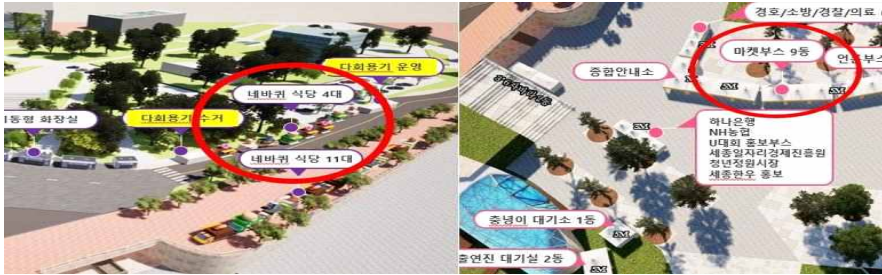 다회용기 운영
네바퀴 식당 4대
이동형 화장실
다회용기 수거
네바퀴 식당 11대
경호/소방/경찰/의료
마켓부스 9동
종합안내소
하나은행
NH농협
U대회 홍보부스
세종일자리경제진흥원
청년정원시장
세종한우 홍보
충녕이 대기소 1동
출연진 대기실 2동